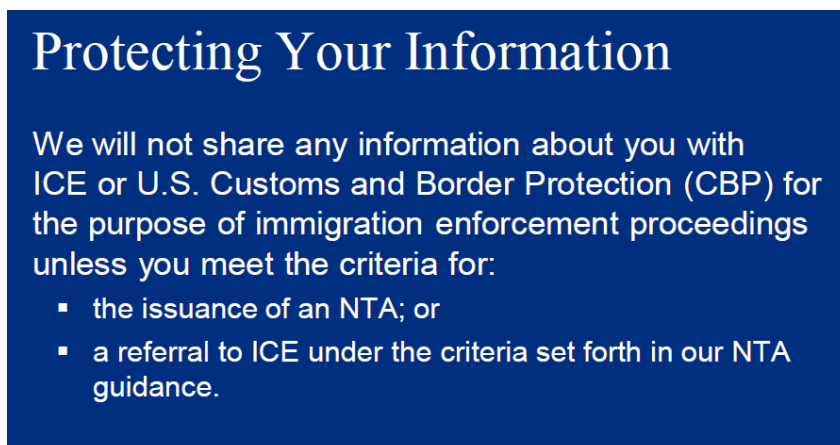 Protecting Your Information
We will not share any information about you with
ICE or U.S. Customs and Border Protection (CBP) for
the purpose of immigration enforcement proceedings
unless you meet the criteria for:
▪ the issuance of an NTA; or
▪ a referral to ICE under the criteria set forth in our NTA
guidance.